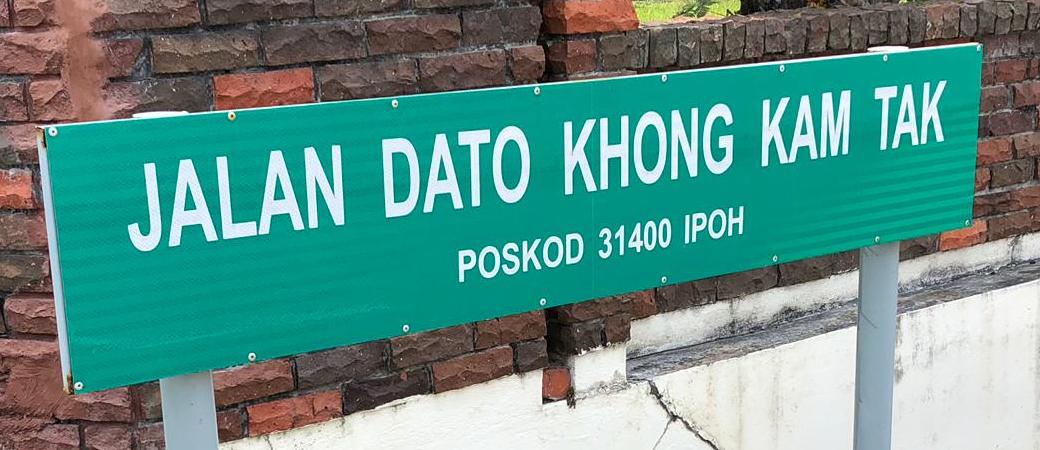 JALAN DATO KHONG KAM TAK
POSKOD 31400 IPOH